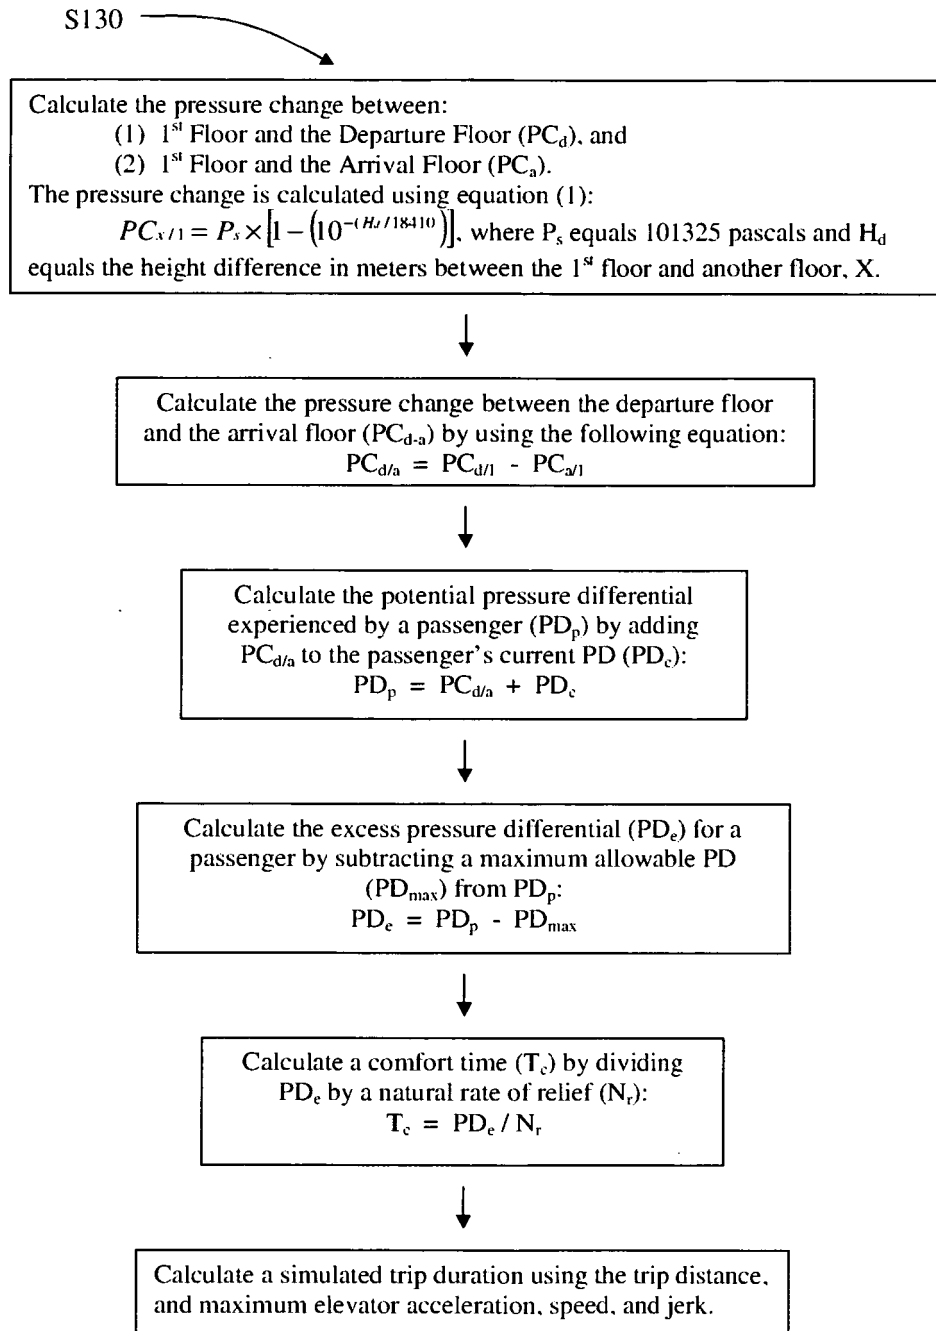 S130
Calculate the pressure change between:
(1) 1st Floor and the Departure Floor (PCd), and
(2) 1st Floor and the Arrival Floor (PCa).
The pressure change is calculated using equation (1):
PCx/1 = Ps × [1 − (10^−(Hd/18410))], where Ps equals 101325 pascals and Hd
equals the height difference in meters between the 1st floor and another floor, X.
Calculate the pressure change between the departure floor
and the arrival floor (PCd-a) by using the following equation:
PCd/a = PCd/1 - PCa/1
Calculate the potential pressure differential
experienced by a passenger (PDp) by adding
PCd/a to the passenger's current PD (PDc):
PDp = PCd/a + PDc
Calculate the excess pressure differential (PDe) for a
passenger by subtracting a maximum allowable PD
(PDmax) from PDp:
PDe = PDp - PDmax
Calculate a comfort time (Tc) by dividing
PDe by a natural rate of relief (Nr):
Tc = PDe / Nr
Calculate a simulated trip duration using the trip distance,
and maximum elevator acceleration, speed, and jerk.